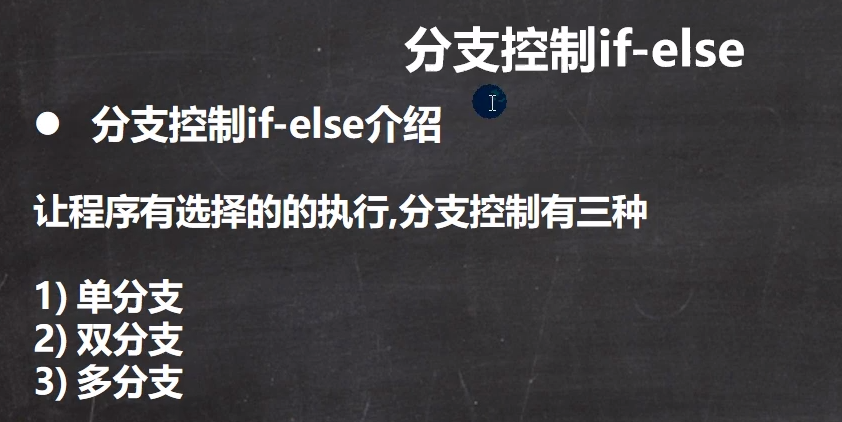 分支控制if-else
● 分支控制if-else介绍
让程序有选择的的执行,分支控制有三种
1) 单分支
2) 双分支
3) 多分支